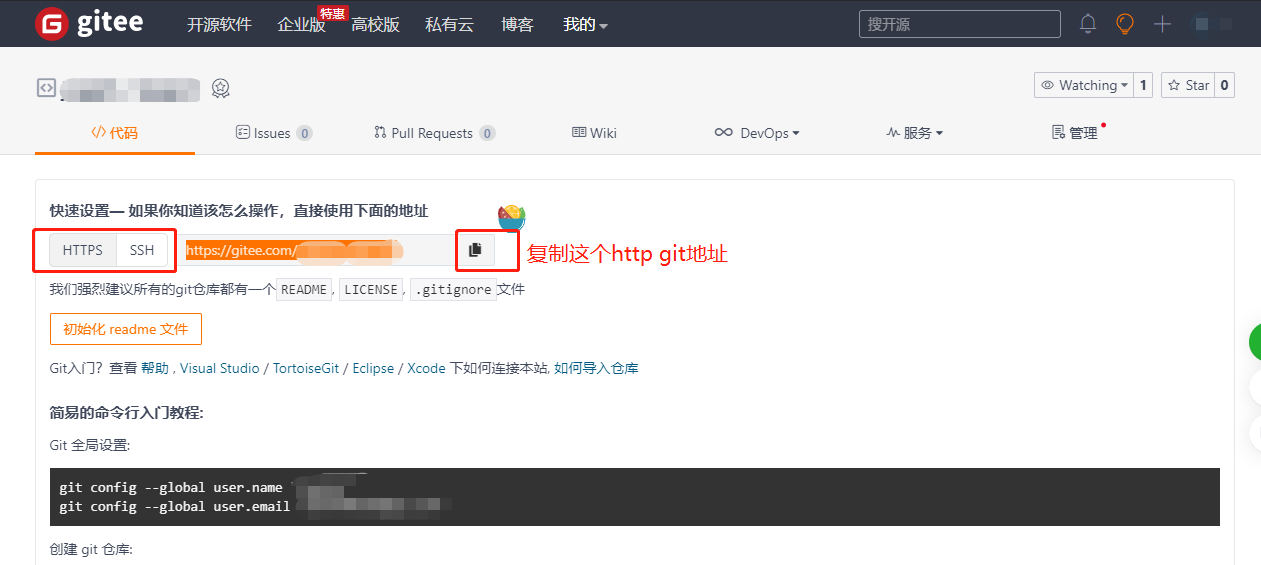 gitee 开源软件 企业版 特惠 高校版 私有云 博客 我的 搜开源
Watching 1 Star 0
代码 Issues 0 Pull Requests 0 Wiki DevOps 服务 管理
快速设置— 如果你知道该怎么操作，直接使用下面的地址
HTTPS SSH https://gitee.com/ 复制这个http git地址
我们强烈建议所有的git仓库都有一个 README, LICENSE, .gitignore 文件
初始化 readme 文件
Git入门？查看 帮助 , Visual Studio / TortoiseGit / Eclipse / Xcode 下如何连接本站, 如何导入仓库
简易的命令行入门教程:
Git 全局设置:
git config --global user.name
git config --global user.email
创建 git 仓库: